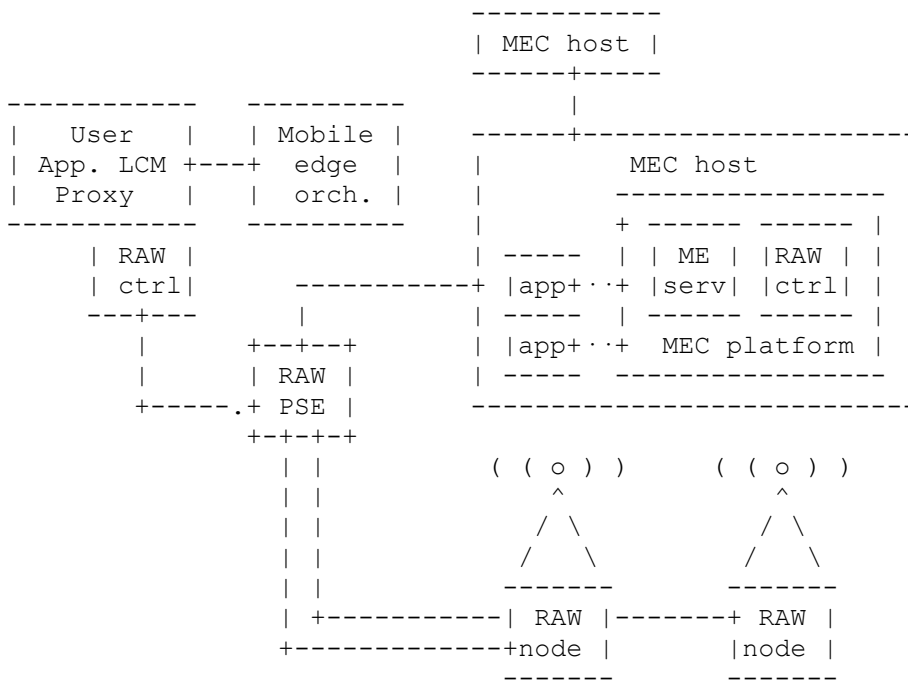 MEC host
User Mobile
App. LCM edge MEC host
Proxy orch.
RAW ME RAW
ctrl app serv ctrl
app MEC platform
RAW
PSE
( ( o ) ) ( ( o ) )
RAW RAW
node node